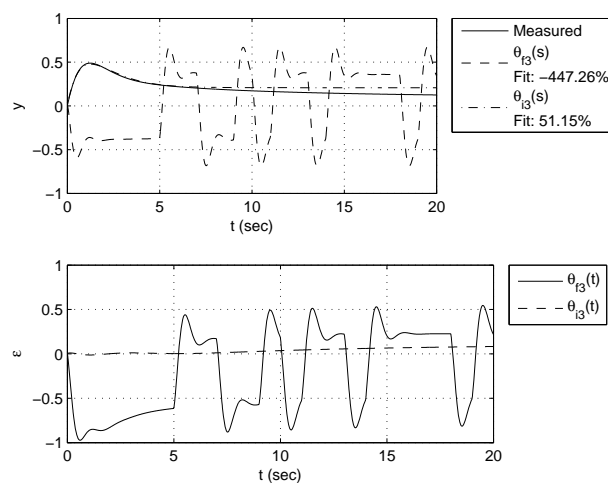 1
0.5
0
−0.5
−1
y
0
5
10
15
20
t (sec)
Measured
θf3(s)
Fit: −447.26%
θi3(s)
Fit: 51.15%
1
0.5
0
−0.5
−1
ε
0
5
10
15
20
t (sec)
θf3(t)
θi3(t)